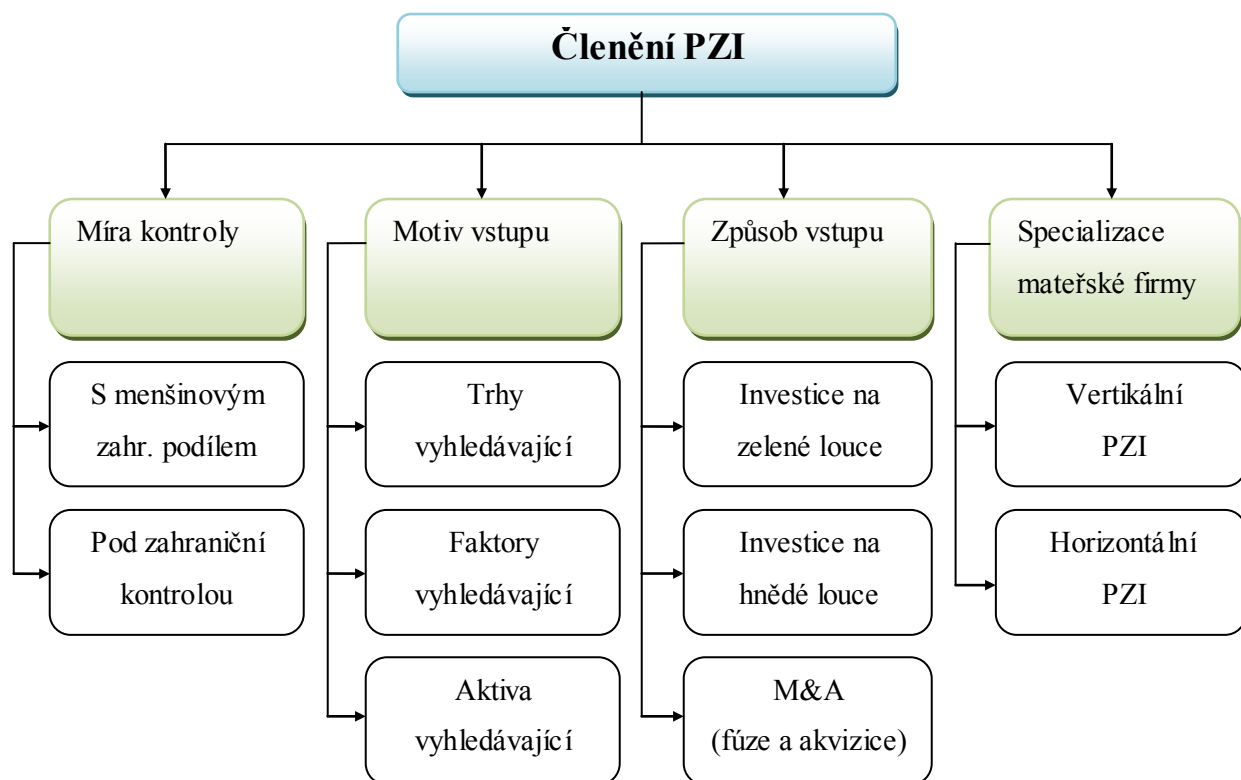 Členění PZI
Míra kontroly
Motiv vstupu
Způsob vstupu
Specializace
mateřské firmy
S menšinovým
zahr. podílem
Trhy
vyhledávající
Investice na
zelené louce
Vertikální
PZI
Pod zahraniční
kontrolou
Faktory
vyhledávající
Investice na
hnědé louce
Horizontální
PZI
Aktiva
vyhledávající
M&A
(fúze a akvizice)